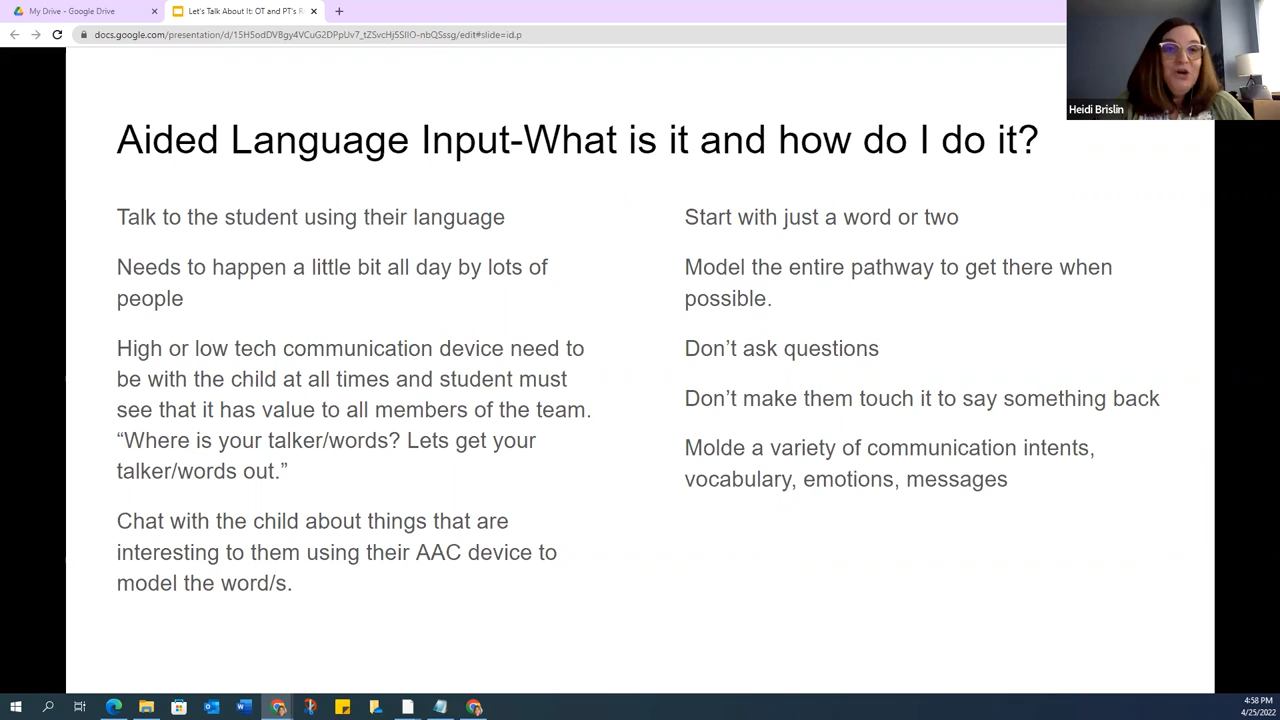 My Drive - Google Drive
Let's Talk About It: OT and PT's R
docs.google.com/presentation/d/15H5odDVBgy4VCuG2DPpUv7_tZSvcHj5SIIO-nbQSssg/edit#slide=id.p
Heidi Brislin
Aided Language Input-What is it and how do I do it?
Talk to the student using their language
Needs to happen a little bit all day by lots of
people
High or low tech communication device need to
be with the child at all times and student must
see that it has value to all members of the team.
“Where is your talker/words? Lets get your
talker/words out.”
Chat with the child about things that are
interesting to them using their AAC device to
model the word/s.
Start with just a word or two
Model the entire pathway to get there when
possible.
Don’t ask questions
Don’t make them touch it to say something back
Molde a variety of communication intents,
vocabulary, emotions, messages
4:58 PM
4/25/2022